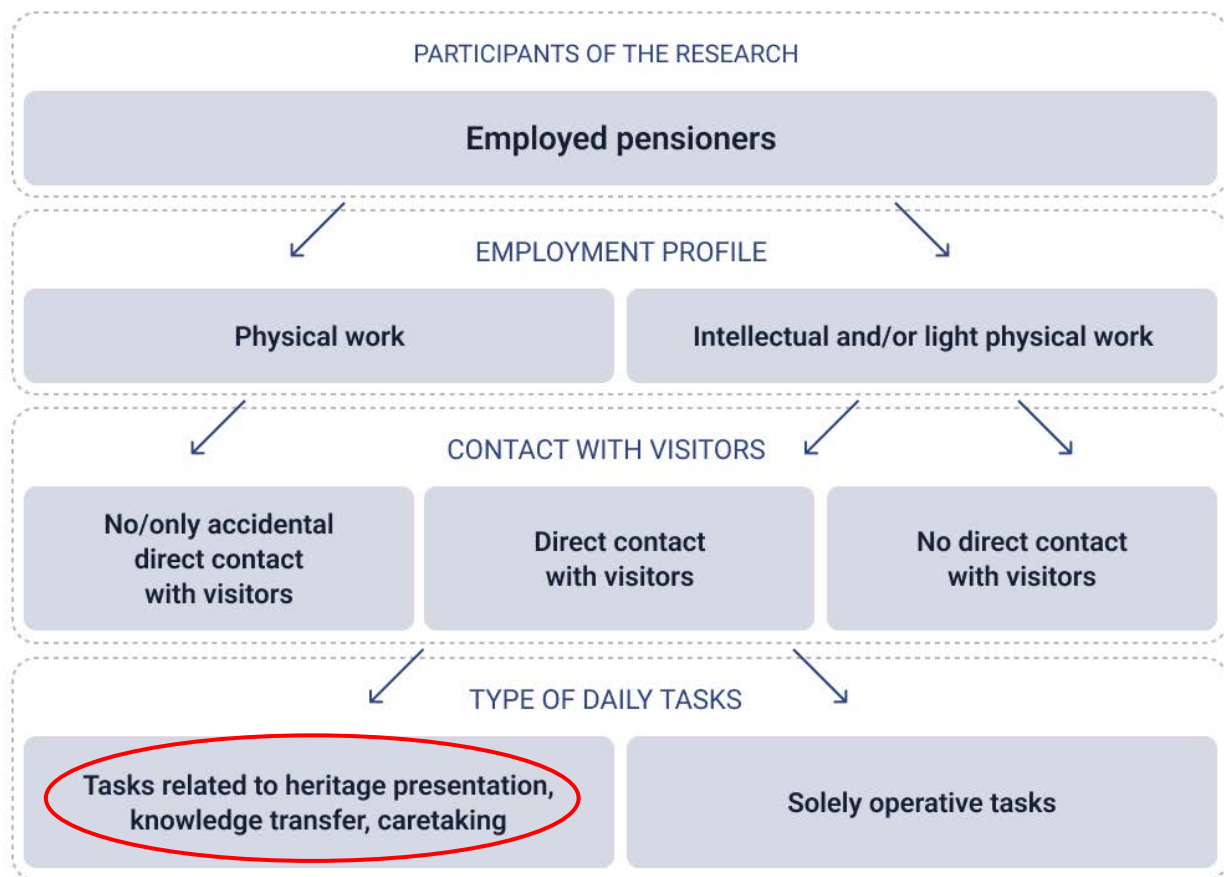 PARTICIPANTS OF THE RESEARCH
Employed pensioners
EMPLOYMENT PROFILE
Physical work
Intellectual and/or light physical work
CONTACT WITH VISITORS
No/only accidental
direct contact
with visitors
Direct contact
with visitors
No direct contact
with visitors
TYPE OF DAILY TASKS
Tasks related to heritage presentation,
knowledge transfer, caretaking
Solely operative tasks